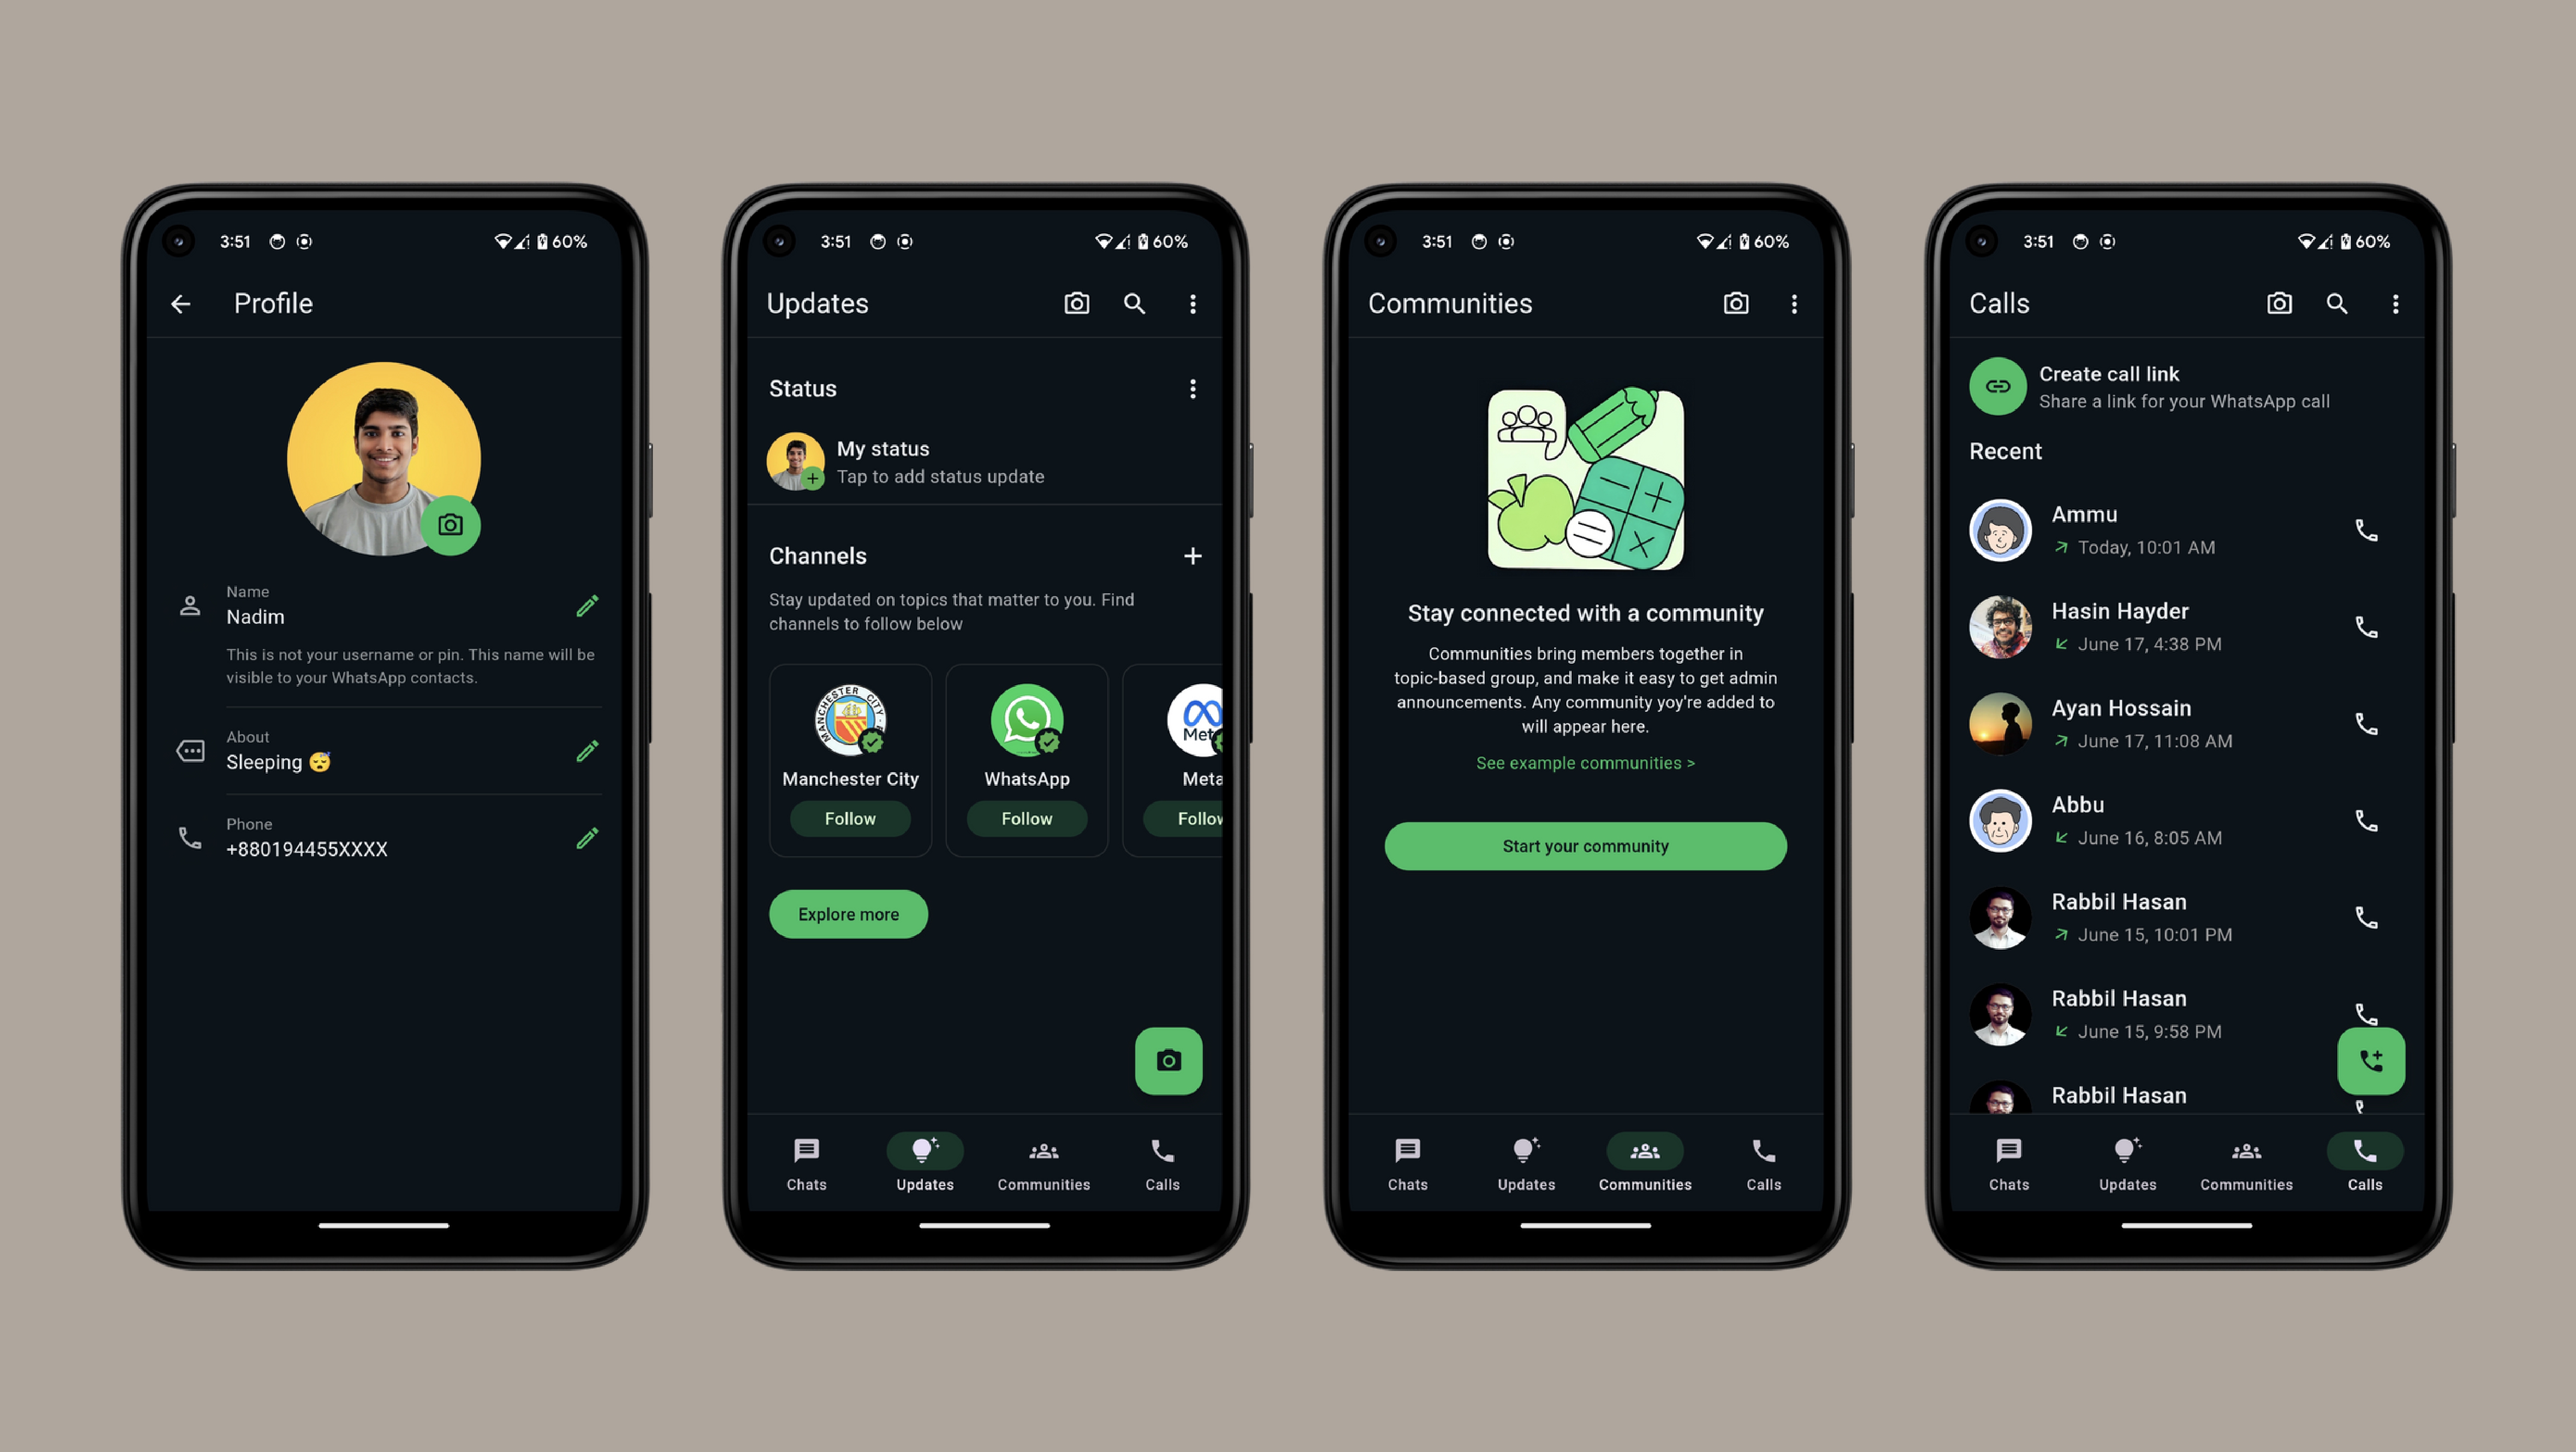 3:51 60%
Profile
Name
Nadim
This is not your username or pin. This name will be
visible to your WhatsApp contacts.
About
Sleeping 😴
Phone
+880194455XXXX
3:51 60%
Updates
Status
My status
Tap to add status update
Channels
Stay updated on topics that matter to you. Find
channels to follow below
MANCHESTER CITY
Manchester City
Follow
WhatsApp
Follow
Met
Meta
Follow
Explore more
Chats Updates Communities Calls
3:51 60%
Communities
Stay connected with a community
Communities bring members together in
topic-based group, and make it easy to get admin
announcements. Any community yoy're added to
will appear here.
See example communities >
Start your community
Chats Updates Communities Calls
3:51 60%
Calls
Create call link
Share a link for your WhatsApp call
Recent
Ammu
Today, 10:01 AM
Hasin Hayder
June 17, 4:38 PM
Ayan Hossain
June 17, 11:08 AM
Abbu
June 16, 8:05 AM
Rabbil Hasan
June 15, 10:01 PM
Rabbil Hasan
June 15, 9:58 PM
Rabbil Hasan
Chats Updates Communities Calls